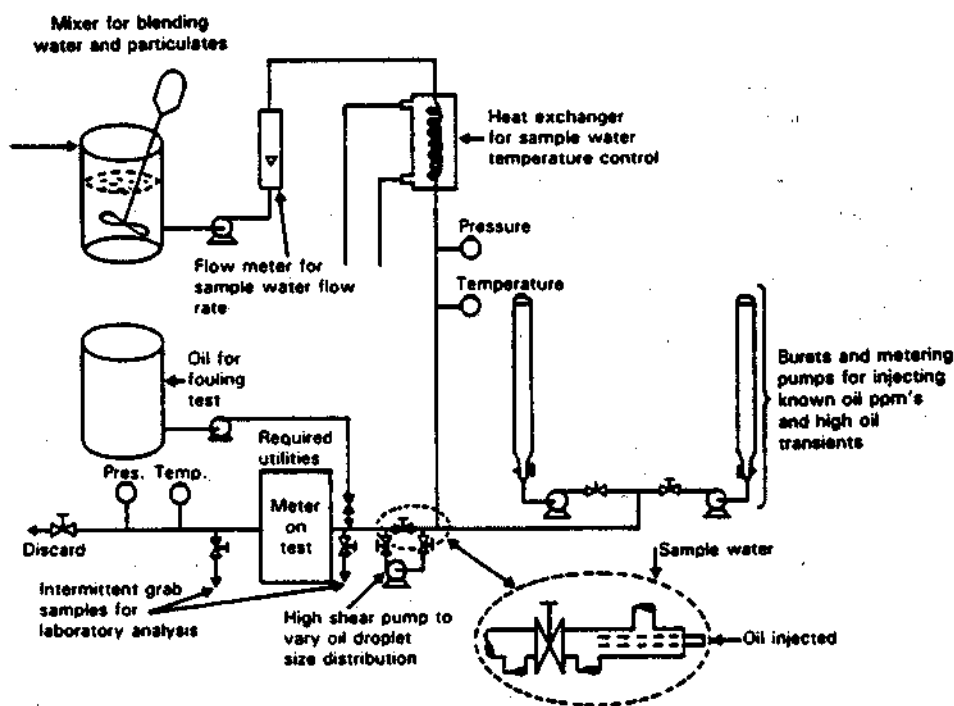 Mixer for blending
water and particulates
Heat exchanger
for sample water
temperature control
Pressure
Flow meter for
sample water flow
rate
Temperature
Oil for
fouling
test
Burets and metering
pumps for injecting
known oil ppm's
and high oil
transients
Required
utilities
Pres. Temp.
Meter
on
test
Discard
Sample water
Intermittent grab
samples for
laboratory analysis
High shear pump to
vary oil droplet
size distribution
Oil injected